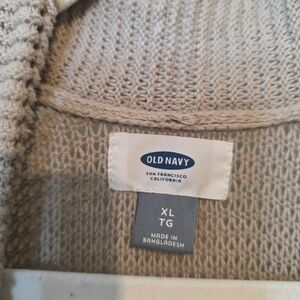 OLD NAVY
SAN FRANCISCO
CALIFORNIA
XL
TG
MADE IN
BANGLADESH